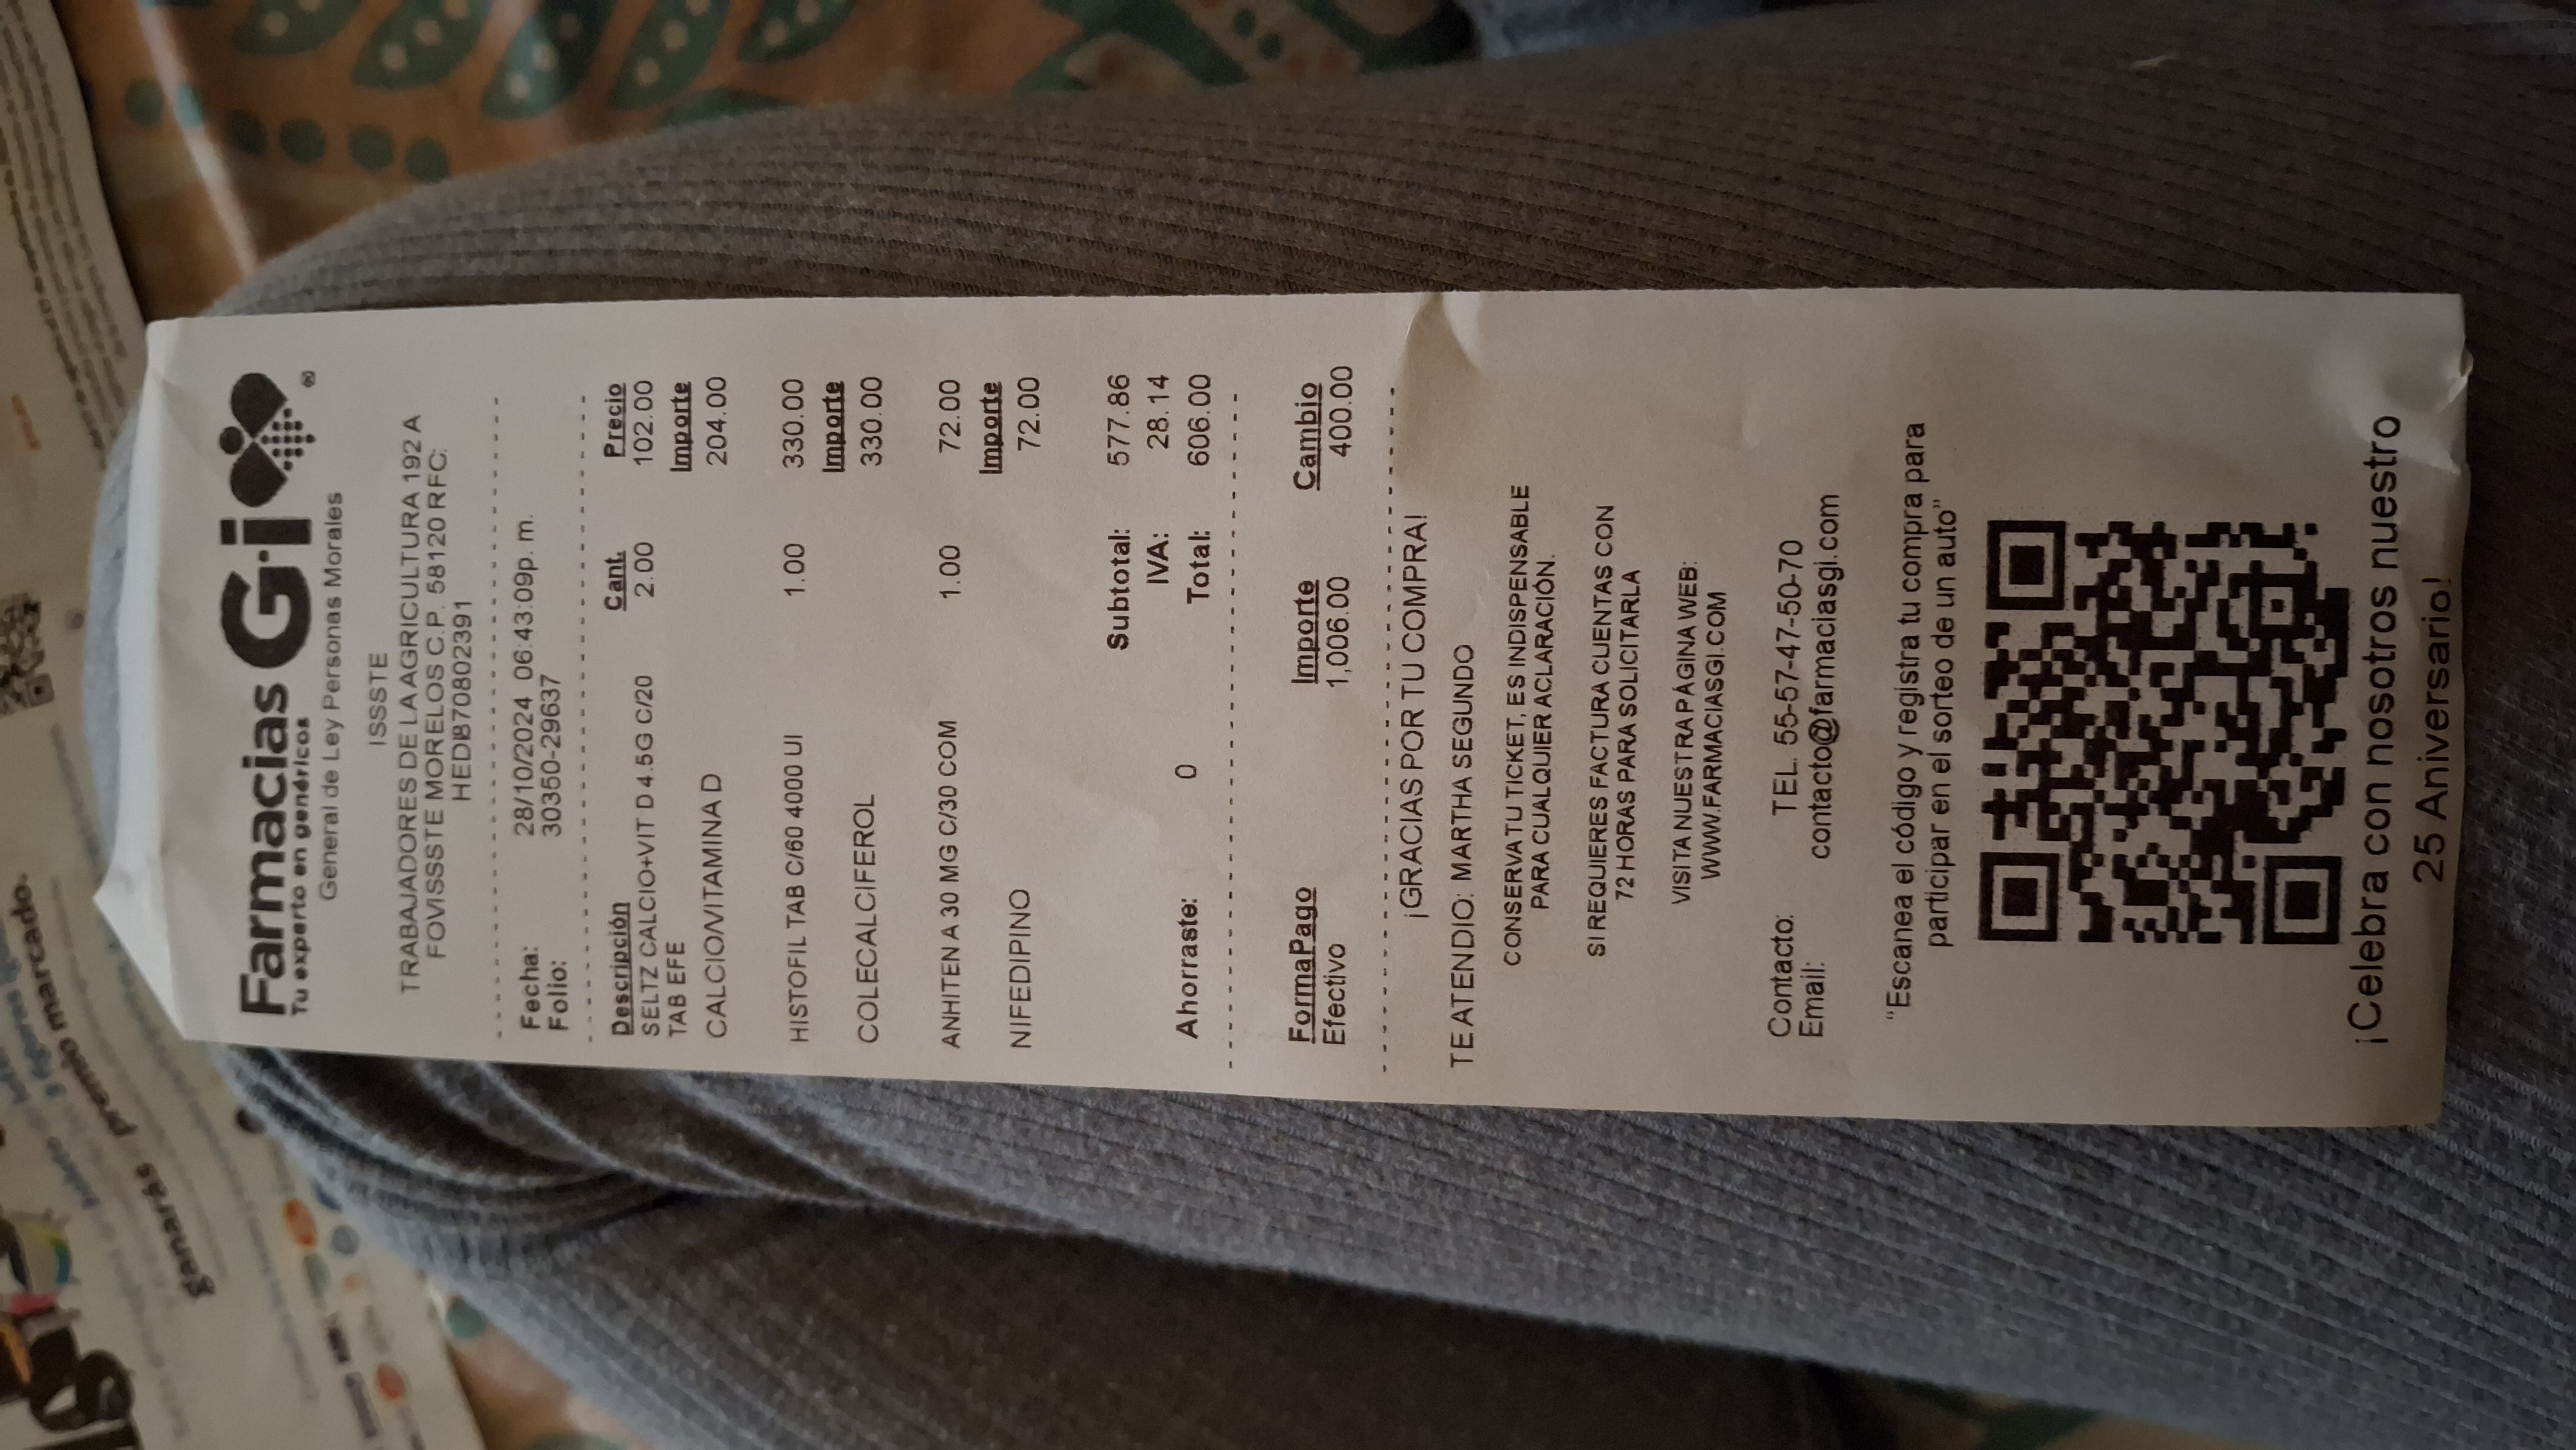 Farmacias Gi ®
Tu experto en genéricos
General de Ley Personas Morales
ISSSTE
TRABAJADORES DE LA AGRICULTURA 192 A
FOVISSSTE MORELOS C.P. 58120 RFC:
HEDB7080802391
Fecha: 28/10/2024 06:43:09p. m.
Folio: 30350-29637
Descripción Cant. Precio
SELTZ CALCIO+VIT D 4.5G C/20 2.00 102.00
TAB EFE Importe
CALCIO/VITAMINA D 204.00
HISTOFIL TAB C/60 4000 UI 1.00 330.00
Importe
COLECALCIFEROL 330.00
ANHITEN A 30 MG C/30 COM 1.00 72.00
Importe
NIFEDIPINO 72.00
Subtotal: 577.86
IVA: 28.14
Ahorraste: 0 Total: 606.00
FormaPago Importe Cambio
Efectivo 1,006.00 400.00
¡GRACIAS POR TU COMPRA!
TE ATENDIO: MARTHA SEGUNDO
CONSERVA TU TICKET, ES INDISPENSABLE
PARA CUALQUIER ACLARACIÓN.
SI REQUIERES FACTURA CUENTAS CON
72 HORAS PARA SOLICITARLA
VISITA NUESTRA PÁGINA WEB:
WWW.FARMACIASGI.COM
Contacto: TEL. 55-57-47-50-70
Email: contacto@farmaciasgi.com
"Escanea el código y registra tu compra para
participar en el sorteo de un auto"
¡Celebra con nosotros nuestro
25 Aniversario!
premio marcado.
ganarás